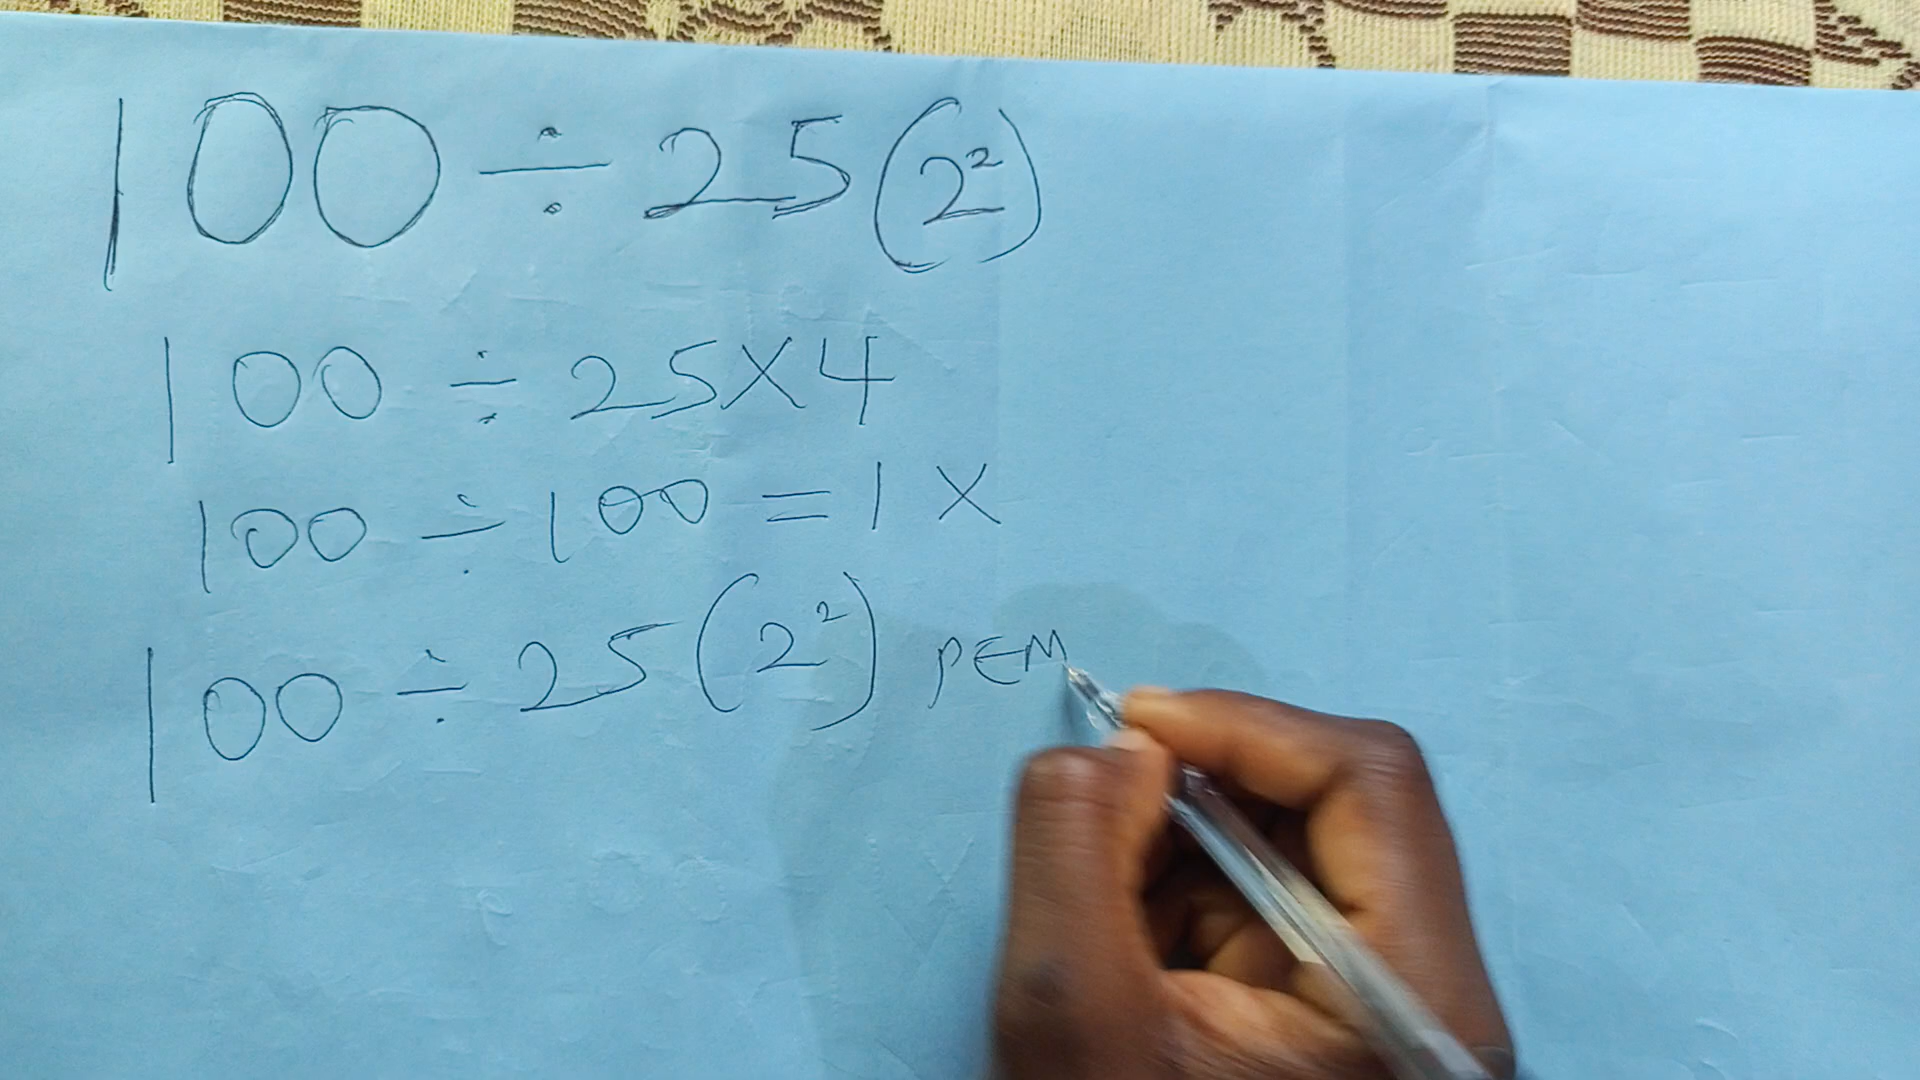 100 ÷ 25(2²)
100 ÷ 25 X 4
100 ÷ 100 = 1 X
100 ÷ 25(2²) PEM